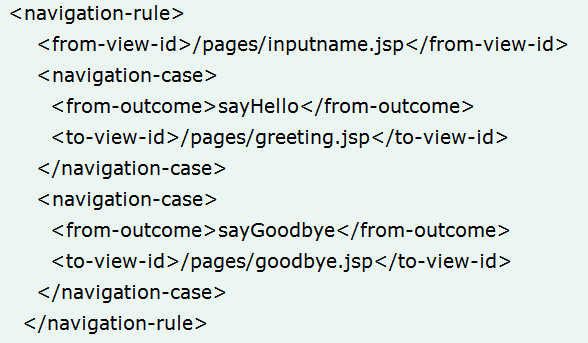 <navigation-rule>
<from-view-id>/pages/inputname.jsp</from-view-id>
<navigation-case>
<from-outcome>sayHello</from-outcome>
<to-view-id>/pages/greeting.jsp</to-view-id>
</navigation-case>
<navigation-case>
<from-outcome>sayGoodbye</from-outcome>
<to-view-id>/pages/goodbye.jsp</to-view-id>
</navigation-case>
</navigation-rule>